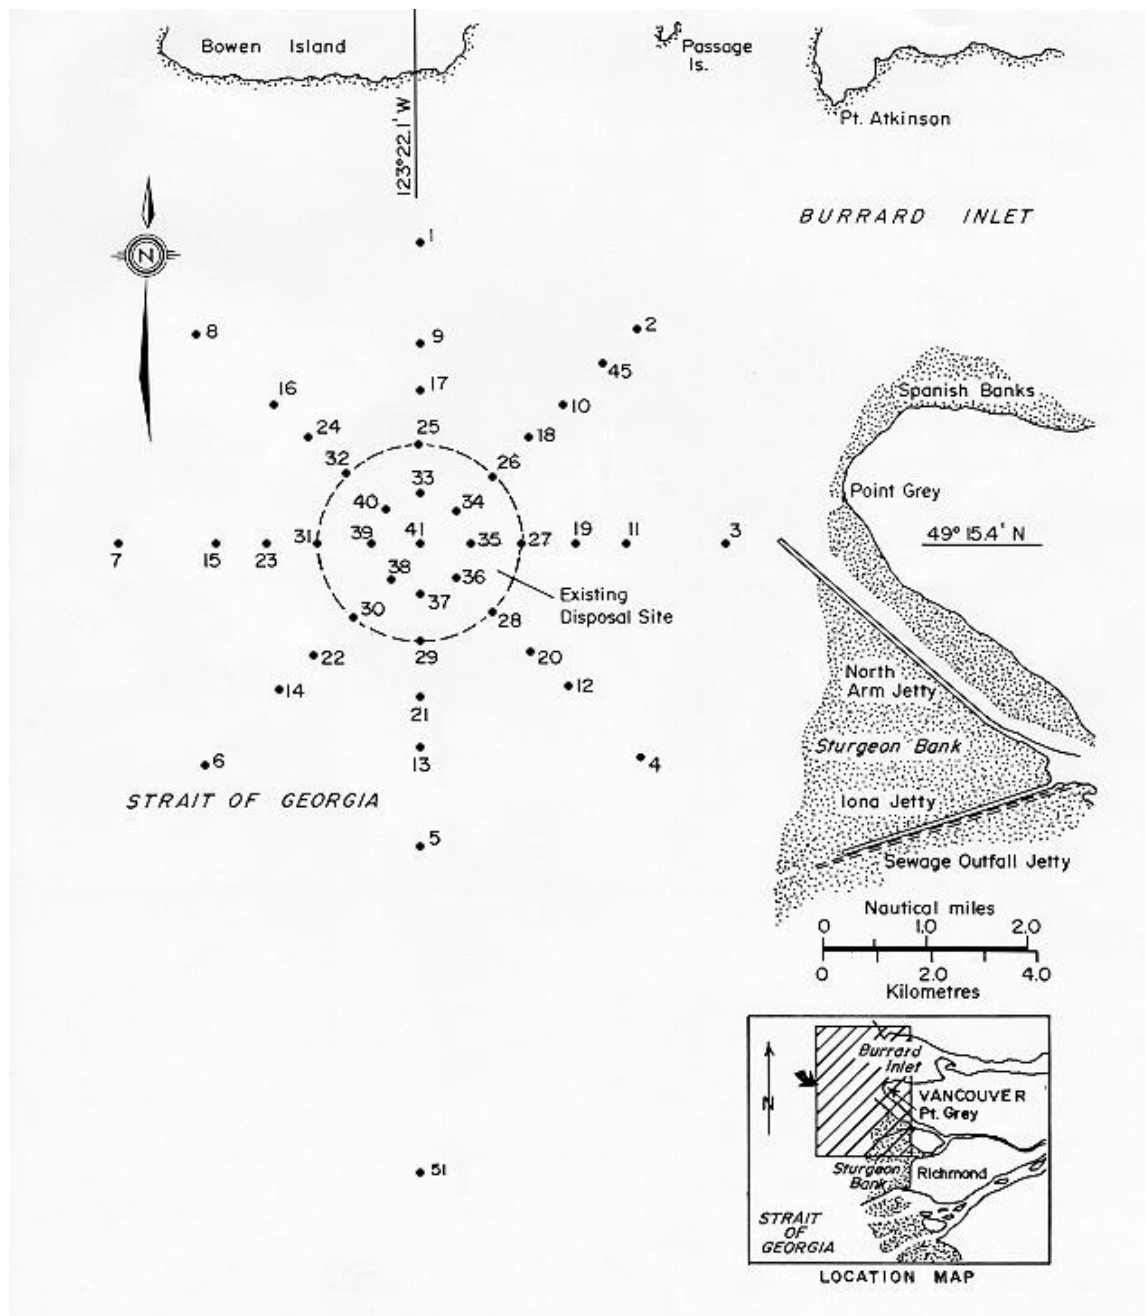 Bowen Island
Passage
Is.
Pt. Atkinson
123°22.1' W
BURRARD INLET
N
1
2
8
9
45
16
17
10
Spanish Banks
24
25
18
32
26
33
40
34
Point Grey
31
39
41
35
27
19
11
3
49° 15.4' N
7
15
23
38
36
37
Existing
Disposal Site
30
28
22
29
20
14
12
21
North
Arm Jetty
6
13
4
Sturgeon Bank
STRAIT OF GEORGIA
Iona Jetty
5
Sewage Outfall Jetty
Nautical miles
0 1.0 2.0
0 2.0 4.0
Kilometres
51
Burrard
Inlet
N
VANCOUVER
Pt. Grey
Sturgeon
Bank
Richmond
STRAIT
OF
GEORGIA
LOCATION MAP